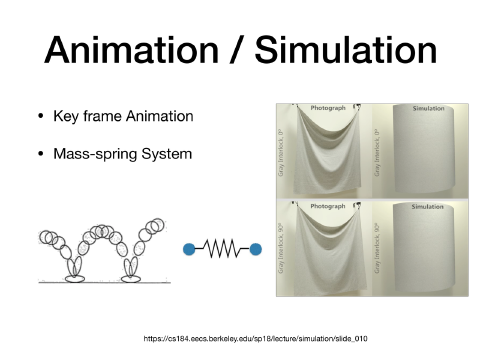 Animation / Simulation
• Key frame Animation
• Mass-spring System
Photograph
Simulation
Gray Interlock, 0°
Gray Interlock, 0°
Photograph
Simulation
Gray Interlock, 90°
Gray Interlock, 90°
https://cs184.eecs.berkeley.edu/sp18/lecture/simulation/slide_010